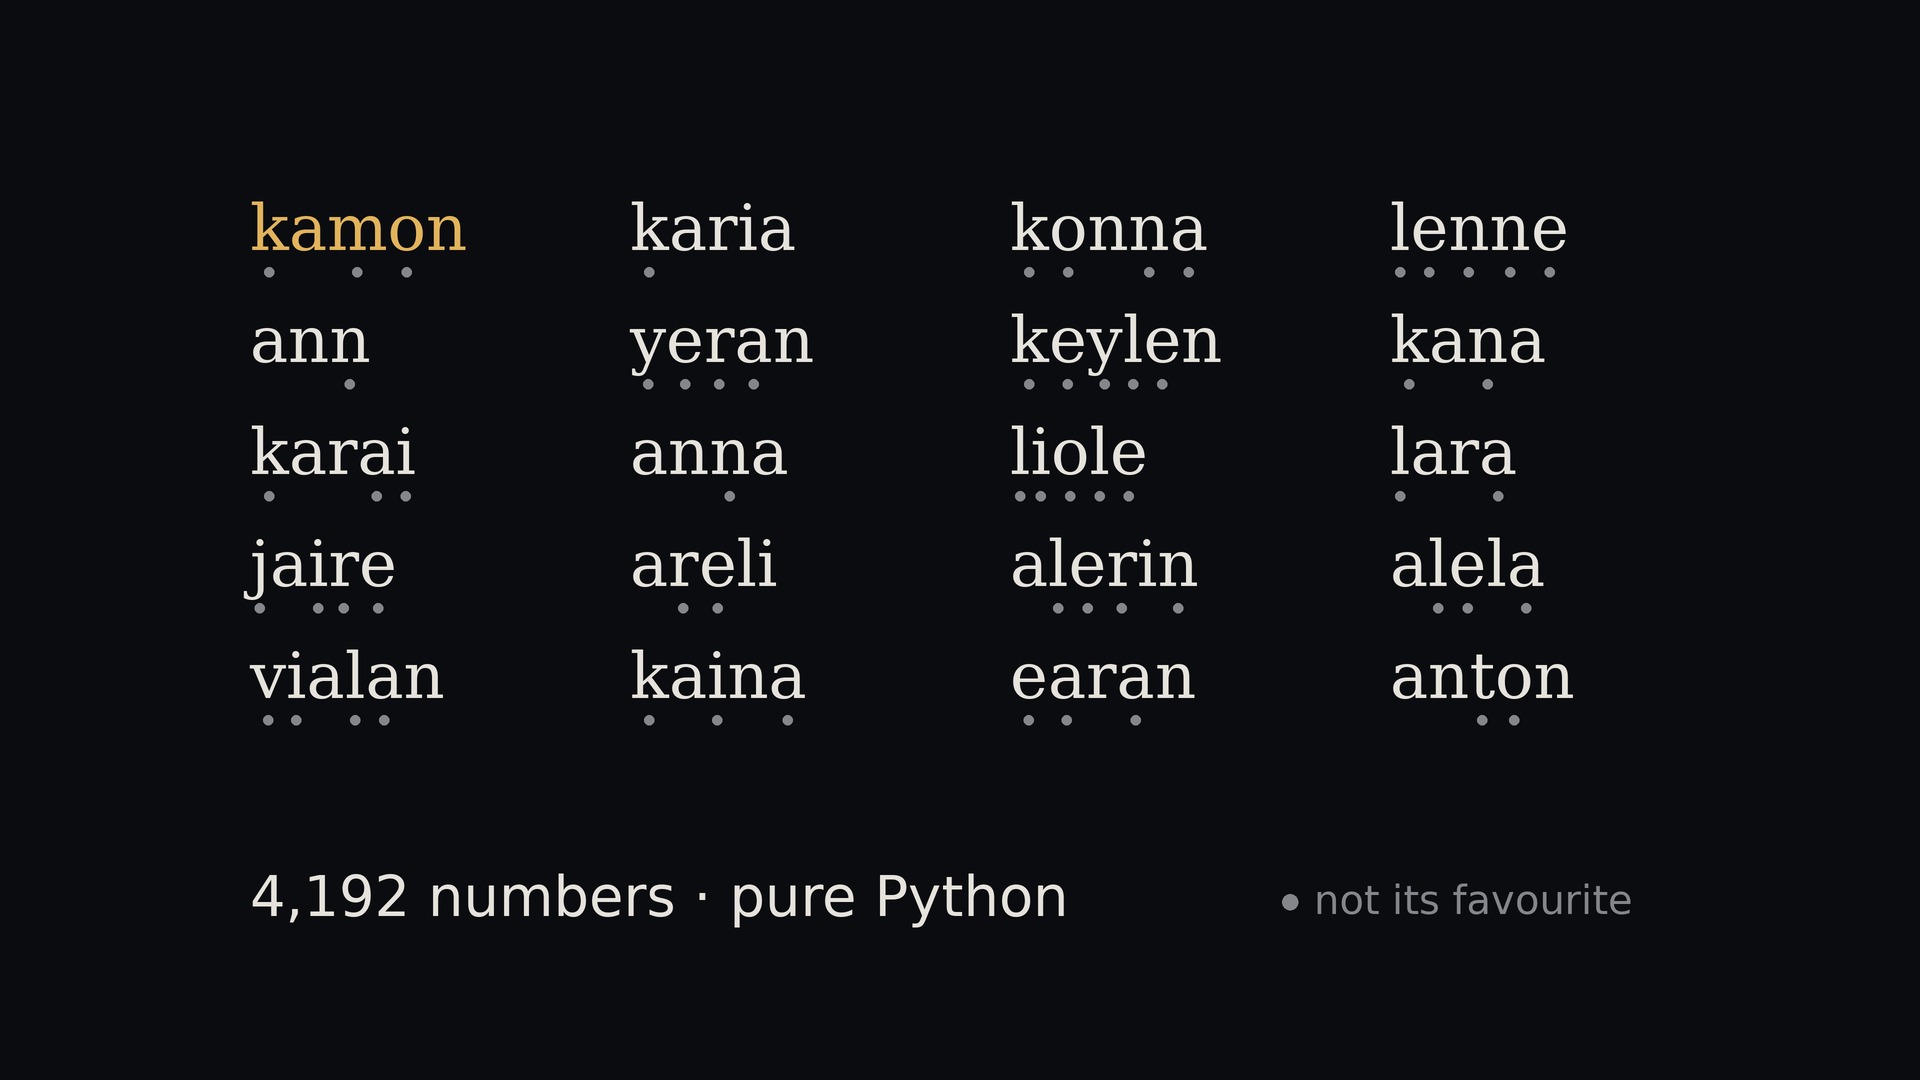 kamon karia konna lenne
ann yeran keylen kana
karai anna liole lara
jaire areli alerin alela
vialan kaina earan anton
4,192 numbers · pure Python
● not its favourite